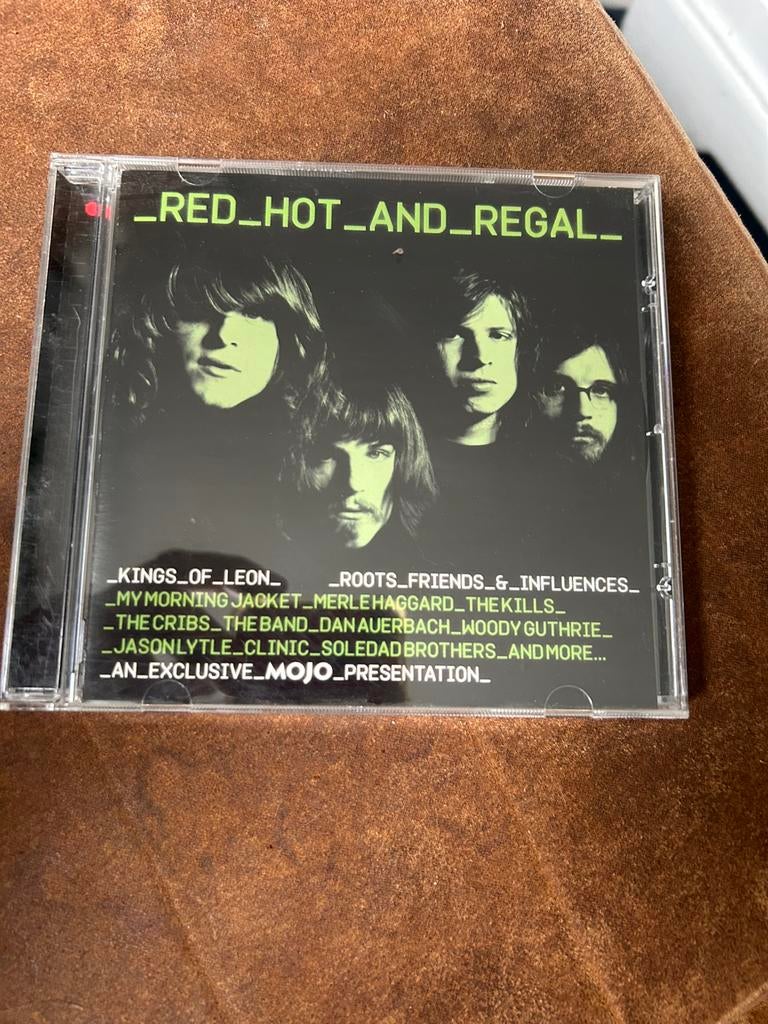 _RED_HOT_AND_REGAL_
_KINGS_OF_LEON_ _ROOTS_FRIENDS_&_INFLUENCES_
_MY MORNING JACKET_MERLE HAGGARD_THE KILLS_
_THE CRIBS_THE BAND_DAN AUERBACH_WOODY GUTHRIE_
_JASON LYTLE_CLINIC_SOLEDAD BROTHERS_AND MORE...
_AN_EXCLUSIVE_MOJO_PRESENTATION_